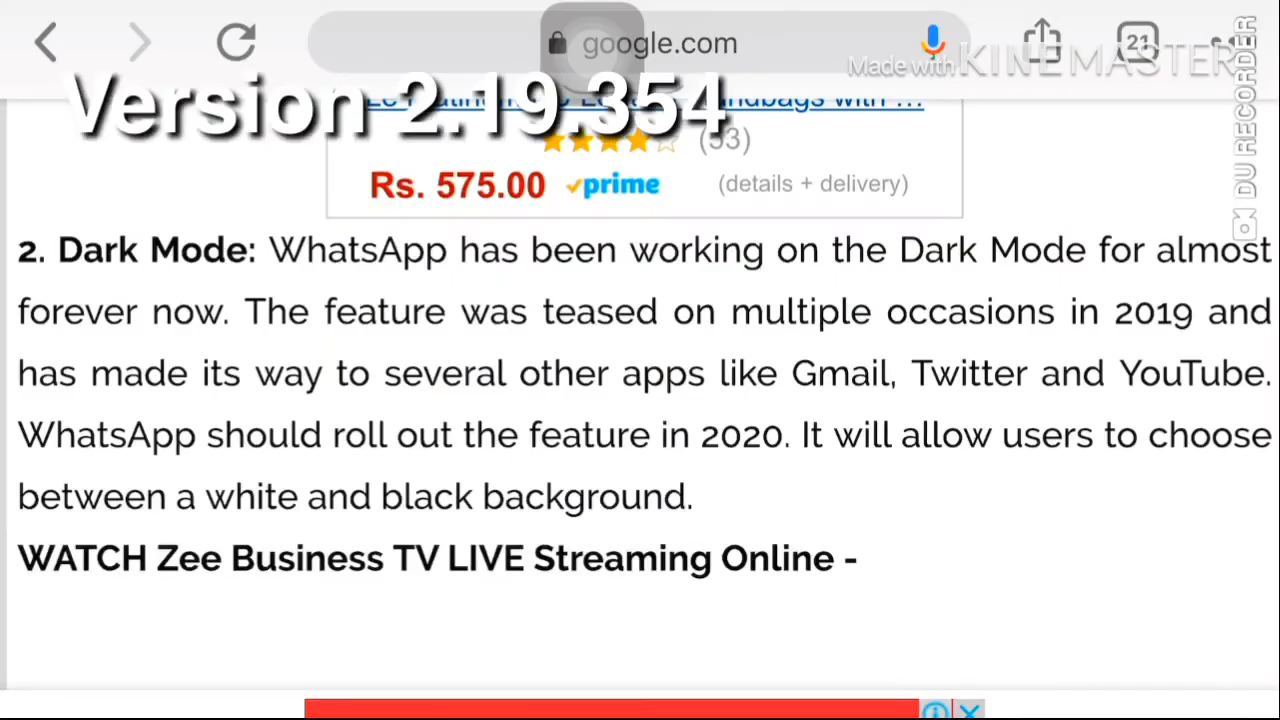 google.com
21
Made with KINEMASTER
DU RECORDER
Version 2.19.354
(53)
Rs. 575.00 prime (details + delivery)
2. Dark Mode: WhatsApp has been working on the Dark Mode for almost
forever now. The feature was teased on multiple occasions in 2019 and
has made its way to several other apps like Gmail, Twitter and YouTube.
WhatsApp should roll out the feature in 2020. It will allow users to choose
between a white and black background.
WATCH Zee Business TV LIVE Streaming Online -